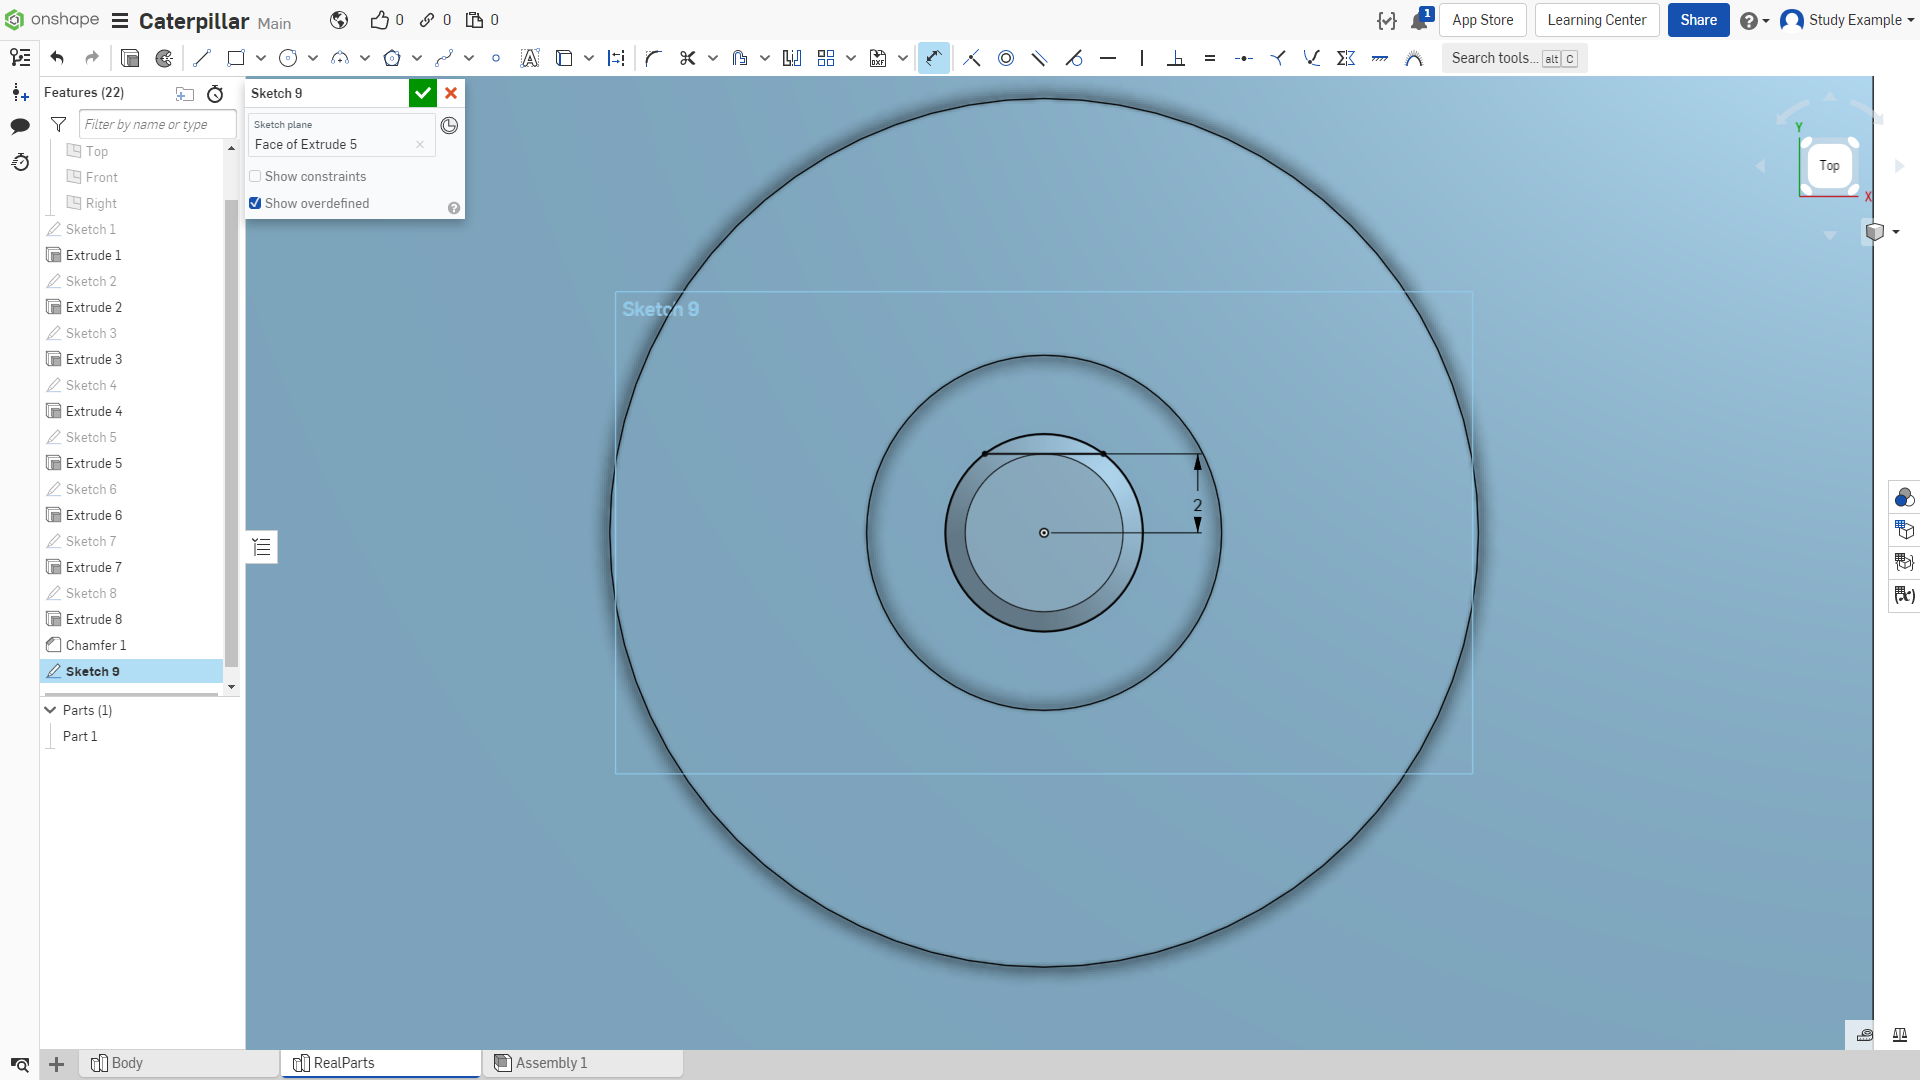 onshape Caterpillar Main 0 0 0 1 App Store Learning Center Share Study Example
Search tools... alt C
Features (22)
Filter by name or type
Top
Front
Right
Sketch 1
Extrude 1
Sketch 2
Extrude 2
Sketch 3
Extrude 3
Sketch 4
Extrude 4
Sketch 5
Extrude 5
Sketch 6
Extrude 6
Sketch 7
Extrude 7
Sketch 8
Extrude 8
Chamfer 1
Sketch 9
Parts (1)
Part 1
Sketch 9
Sketch plane
Face of Extrude 5
Show constraints
Show overdefined
Sketch 9
2
Y
Top
X
Body RealParts Assembly 1